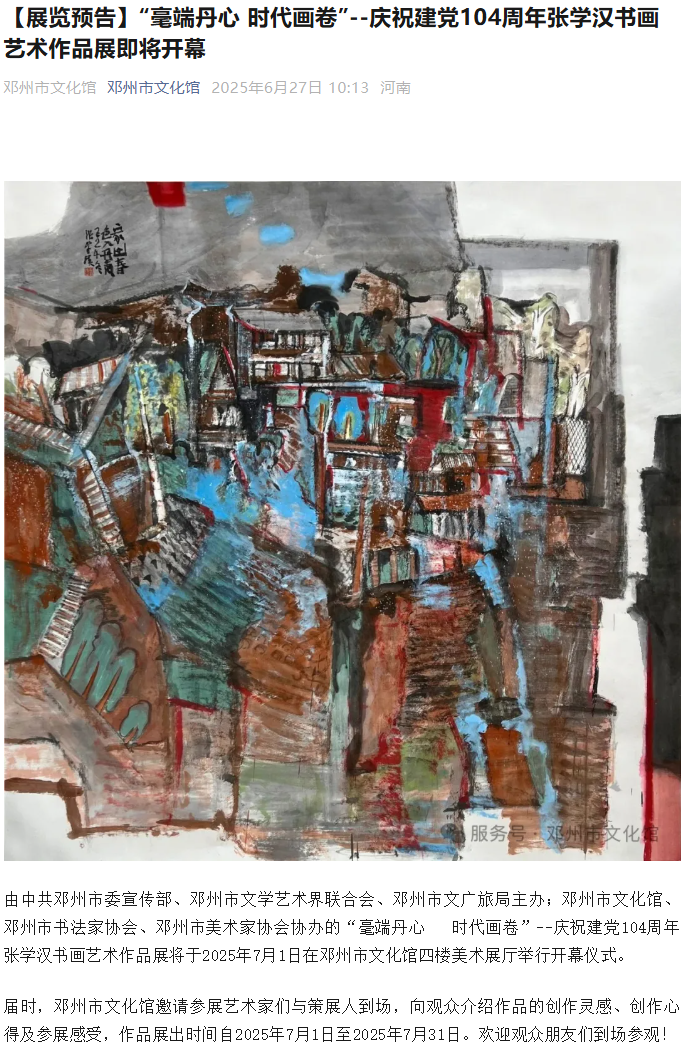 【展览预告】“毫端丹心 时代画卷”--庆祝建党104周年张学汉书画
艺术作品展即将开幕
邓州市文化馆 邓州市文化馆 2025年6月27日 10:13 河南
服务号 · 邓州市文化馆
由中共邓州市委宣传部、邓州市文学艺术界联合会、邓州市文广旅局主办；邓州市文化馆、
邓州市书法家协会、邓州市美术家协会协办的“毫端丹心 时代画卷”--庆祝建党104周年
张学汉书画艺术作品展将于2025年7月1日在邓州市文化馆四楼美术展厅举行开幕仪式。
届时，邓州市文化馆邀请参展艺术家们与策展人到场，向观众介绍作品的创作灵感、创作心
得及参展感受，作品展出时间自2025年7月1日至2025年7月31日。欢迎观众朋友们到场参观！